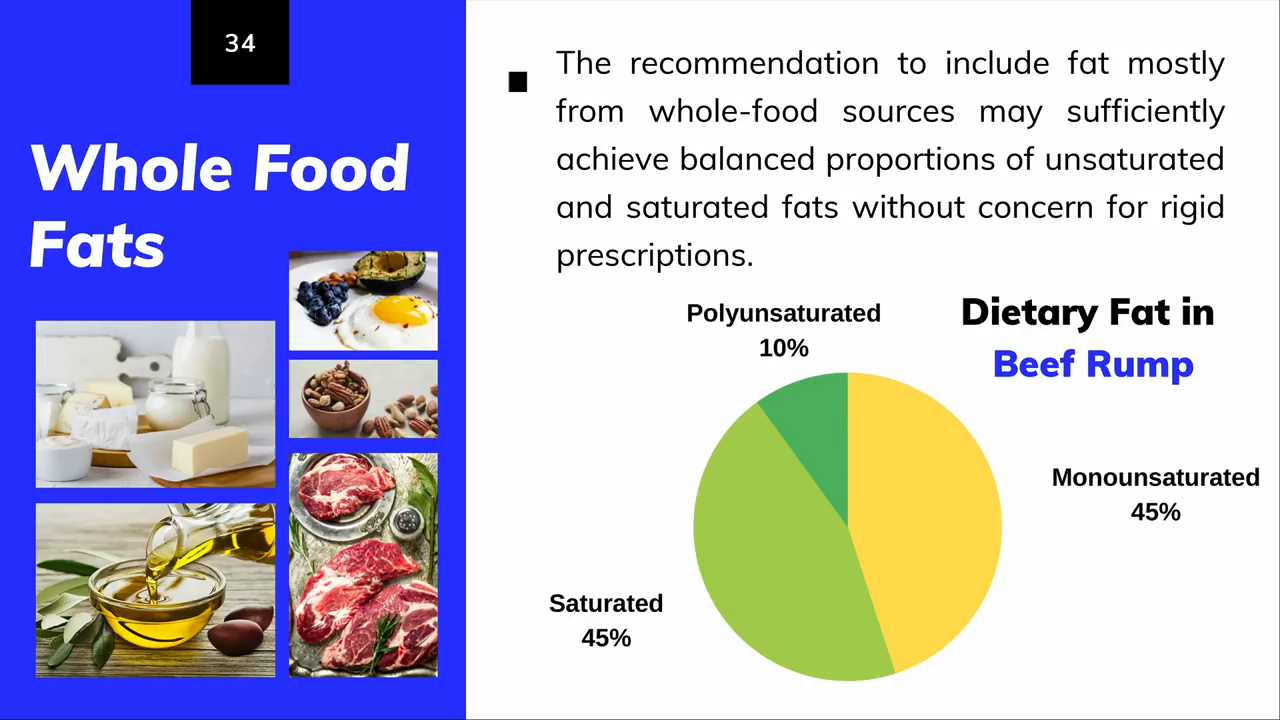 34
Whole Food
Fats
The recommendation to include fat mostly
from whole-food sources may sufficiently
achieve balanced proportions of unsaturated
and saturated fats without concern for rigid
prescriptions.
Dietary Fat in
Beef Rump
Polyunsaturated
10%
Monounsaturated
45%
Saturated
45%